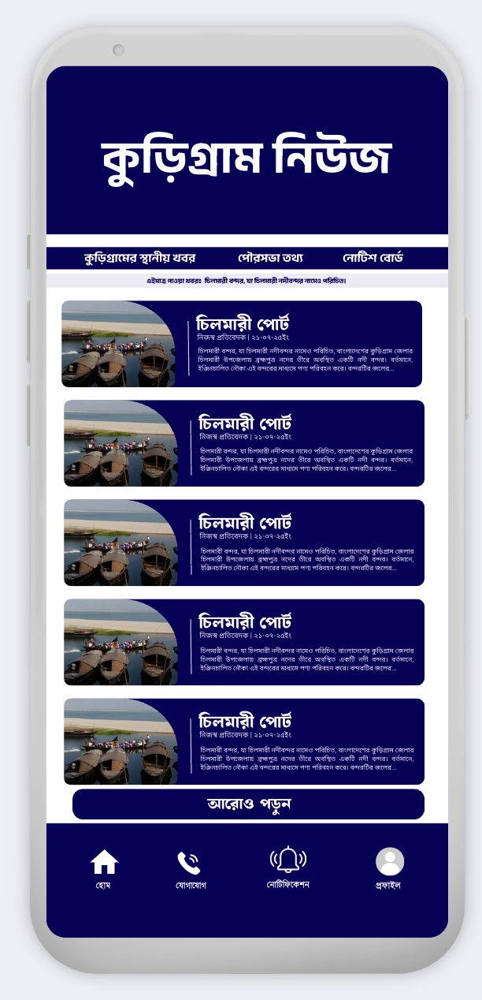 কুড়িগ্রাম নিউজ
কুড়িগ্রামের স্থানীয় খবর পৌরসভা তথ্য নোটিশ বোর্ড
এইমাত্র পাওয়া খবরঃ চিলমারী বন্দর, যা চিলমারী নদীবন্দর নামেও পরিচিত।
চিলমারী পোর্ট
নিজস্ব প্রতিবেদক | ২১-০৭-২৫ইং
চিলমারী বন্দর, যা চিলমারী নদীবন্দর নামেও পরিচিত, বাংলাদেশের কুড়িগ্রাম জেলার
চিলমারী উপজেলায় ব্রহ্মপুত্র নদের তীরে অবস্থিত একটি নদী বন্দর। বর্তমানে,
ইঞ্জিনচালিত নৌকা এই বন্দরের মাধ্যমে পণ্য পরিবহন করে। বন্দরটির জলের...
চিলমারী পোর্ট
নিজস্ব প্রতিবেদক | ২১-০৭-২৫ইং
চিলমারী বন্দর, যা চিলমারী নদীবন্দর নামেও পরিচিত, বাংলাদেশের কুড়িগ্রাম জেলার
চিলমারী উপজেলায় ব্রহ্মপুত্র নদের তীরে অবস্থিত একটি নদী বন্দর। বর্তমানে,
ইঞ্জিনচালিত নৌকা এই বন্দরের মাধ্যমে পণ্য পরিবহন করে। বন্দরটির জলের...
চিলমারী পোর্ট
নিজস্ব প্রতিবেদক | ২১-০৭-২৫ইং
চিলমারী বন্দর, যা চিলমারী নদীবন্দর নামেও পরিচিত, বাংলাদেশের কুড়িগ্রাম জেলার
চিলমারী উপজেলায় ব্রহ্মপুত্র নদের তীরে অবস্থিত একটি নদী বন্দর। বর্তমানে,
ইঞ্জিনচালিত নৌকা এই বন্দরের মাধ্যমে পণ্য পরিবহন করে। বন্দরটির জলের...
চিলমারী পোর্ট
নিজস্ব প্রতিবেদক | ২১-০৭-২৫ইং
চিলমারী বন্দর, যা চিলমারী নদীবন্দর নামেও পরিচিত, বাংলাদেশের কুড়িগ্রাম জেলার
চিলমারী উপজেলায় ব্রহ্মপুত্র নদের তীরে অবস্থিত একটি নদী বন্দর। বর্তমানে,
ইঞ্জিনচালিত নৌকা এই বন্দরের মাধ্যমে পণ্য পরিবহন করে। বন্দরটির জলের...
চিলমারী পোর্ট
নিজস্ব প্রতিবেদক | ২১-০৭-২৫ইং
চিলমারী বন্দর, যা চিলমারী নদীবন্দর নামেও পরিচিত, বাংলাদেশের কুড়িগ্রাম জেলার
চিলমারী উপজেলায় ব্রহ্মপুত্র নদের তীরে অবস্থিত একটি নদী বন্দর। বর্তমানে,
ইঞ্জিনচালিত নৌকা এই বন্দরের মাধ্যমে পণ্য পরিবহন করে। বন্দরটির জলের...
আরোও পড়ুন
হোম যোগাযোগ নোটিফিকেশন প্রফাইল